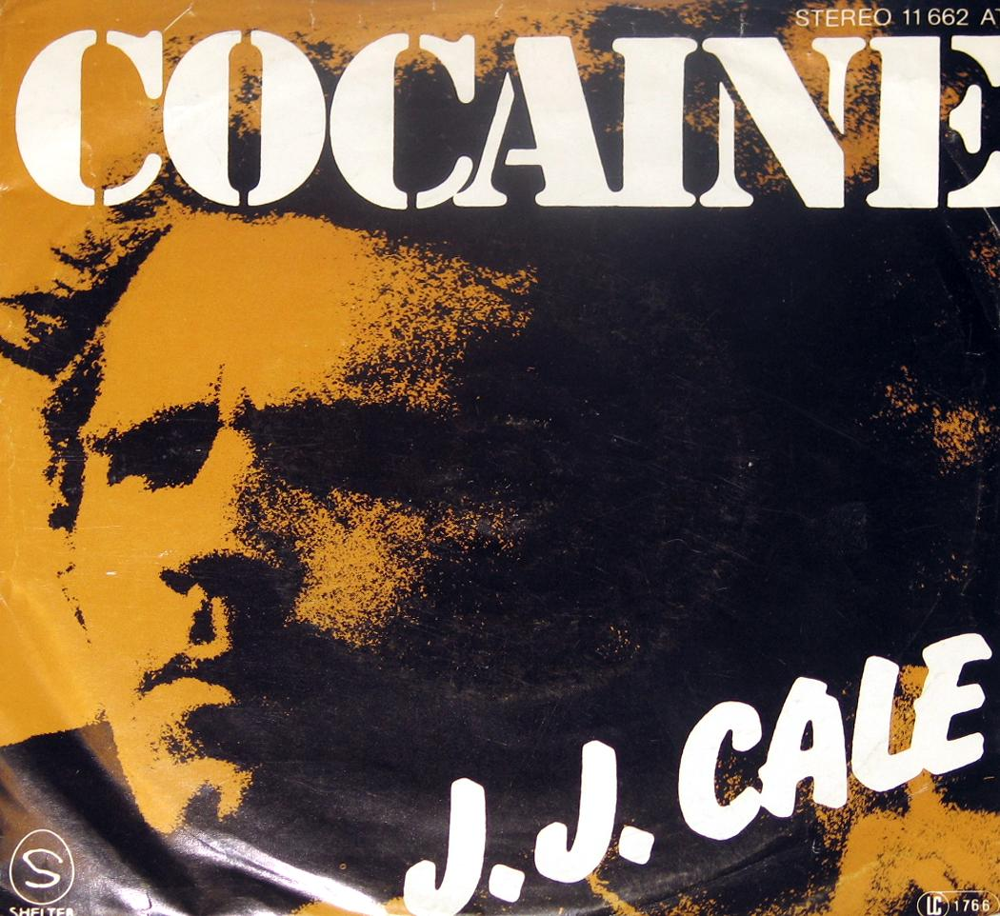 STEREO 11 662 AT
COCAINE
J.J. CALE
S
SHELTER
LC 1766